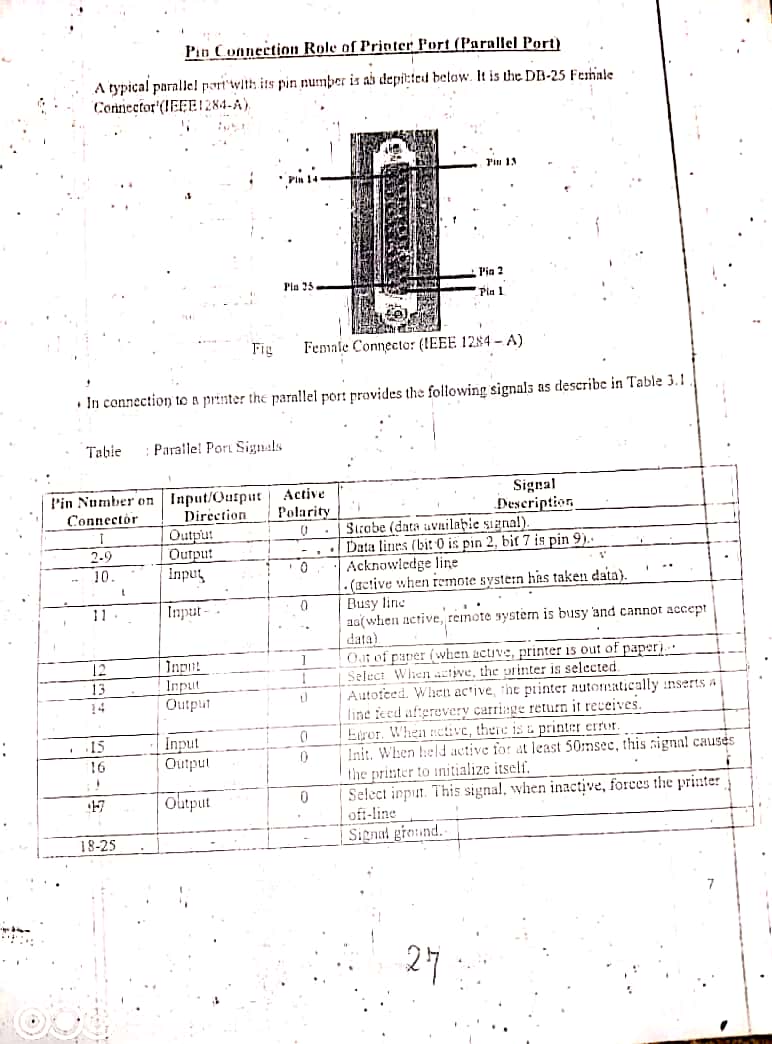 Pin Connection Role of Printer Port (Parallel Port)
A typical parallel port with its pin number is as depicted below. It is the DB-25 Female
Connector (IEEE1284-A)
Pin 13
Pin 14
Pin 2
Pin 25
Pin 1
Fig Female Connector (IEEE 1284 – A)
In connection to a printer the parallel port provides the following signals as describe in Table 3.1
Table : Parallel Port Signals
Pin Number on Connector Input/Output Direction Active Polarity Signal Description
1 Output 0 Strobe (data available signal).
2-9 Output - Data lines (bit 0 is pin 2, bit 7 is pin 9).
10. Input 0 Acknowledge line
(active when remote system has taken data).
11 Input 0 Busy line
as(when active, remote system is busy and cannot accept
data)
12 Input 1 Out of paper (when active, printer is out of paper).
13 Input 1 Select. When active, the printer is selected.
14 Output 0 Autofeed. When active, the printer automatically inserts a
line feed afterevery carriage return it receives.
15 Input 0 Error. When active, there is a printer error.
16 Output 0 Init. When held active for at least 50msec, this signal causes
the printer to initialize itself.
17 Output 0 Select input. This signal, when inactive, forces the printer
off-line
18-25 - - Signal ground.
7
27